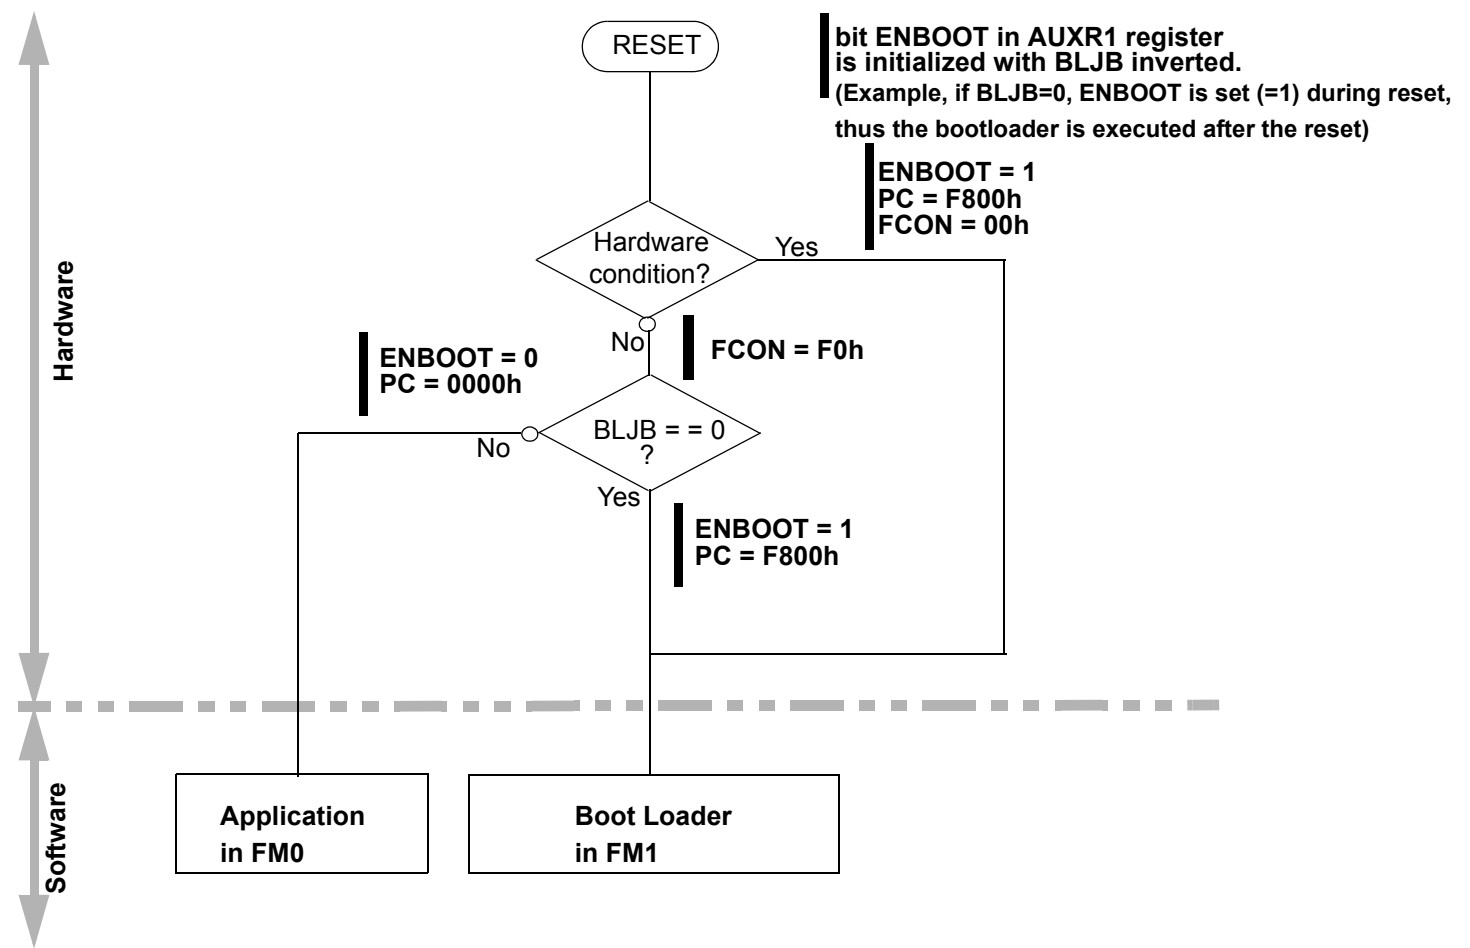 RESET
bit ENBOOT in AUXR1 register
is initialized with BLJB inverted.
(Example, if BLJB=0, ENBOOT is set (=1) during reset,
thus the bootloader is executed after the reset)
ENBOOT = 1
PC = F800h
FCON = 00h
Hardware
condition?
Yes
No
FCON = F0h
Hardware
ENBOOT = 0
PC = 0000h
BLJB = = 0
?
No
Yes
ENBOOT = 1
PC = F800h
Software
Application
in FM0
Boot Loader
in FM1